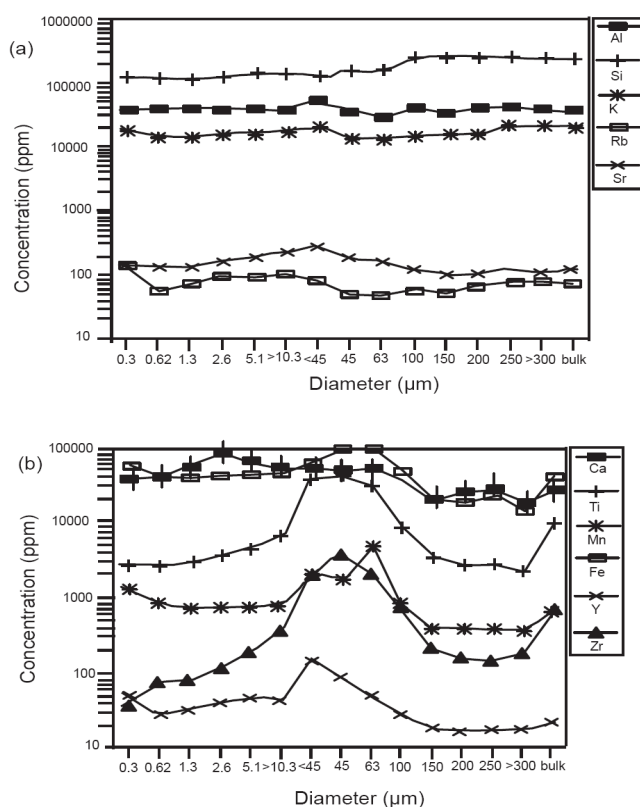 (a)
Concentration (ppm)
1000000
100000
10000
1000
100
10
0.3 0.62 1.3 2.6 5.1 >10.3 <45 45 63 100 150 200 250 >300 bulk
Diameter (µm)
Al
Si
K
Rb
Sr
(b)
Concentration (ppm)
100000
10000
1000
100
10
0.3 0.62 1.3 2.6 5.1 >10.3 <45 45 63 100 150 200 250 >300 bulk
Diameter (µm)
Ca
Ti
Mn
Fe
Y
Zr